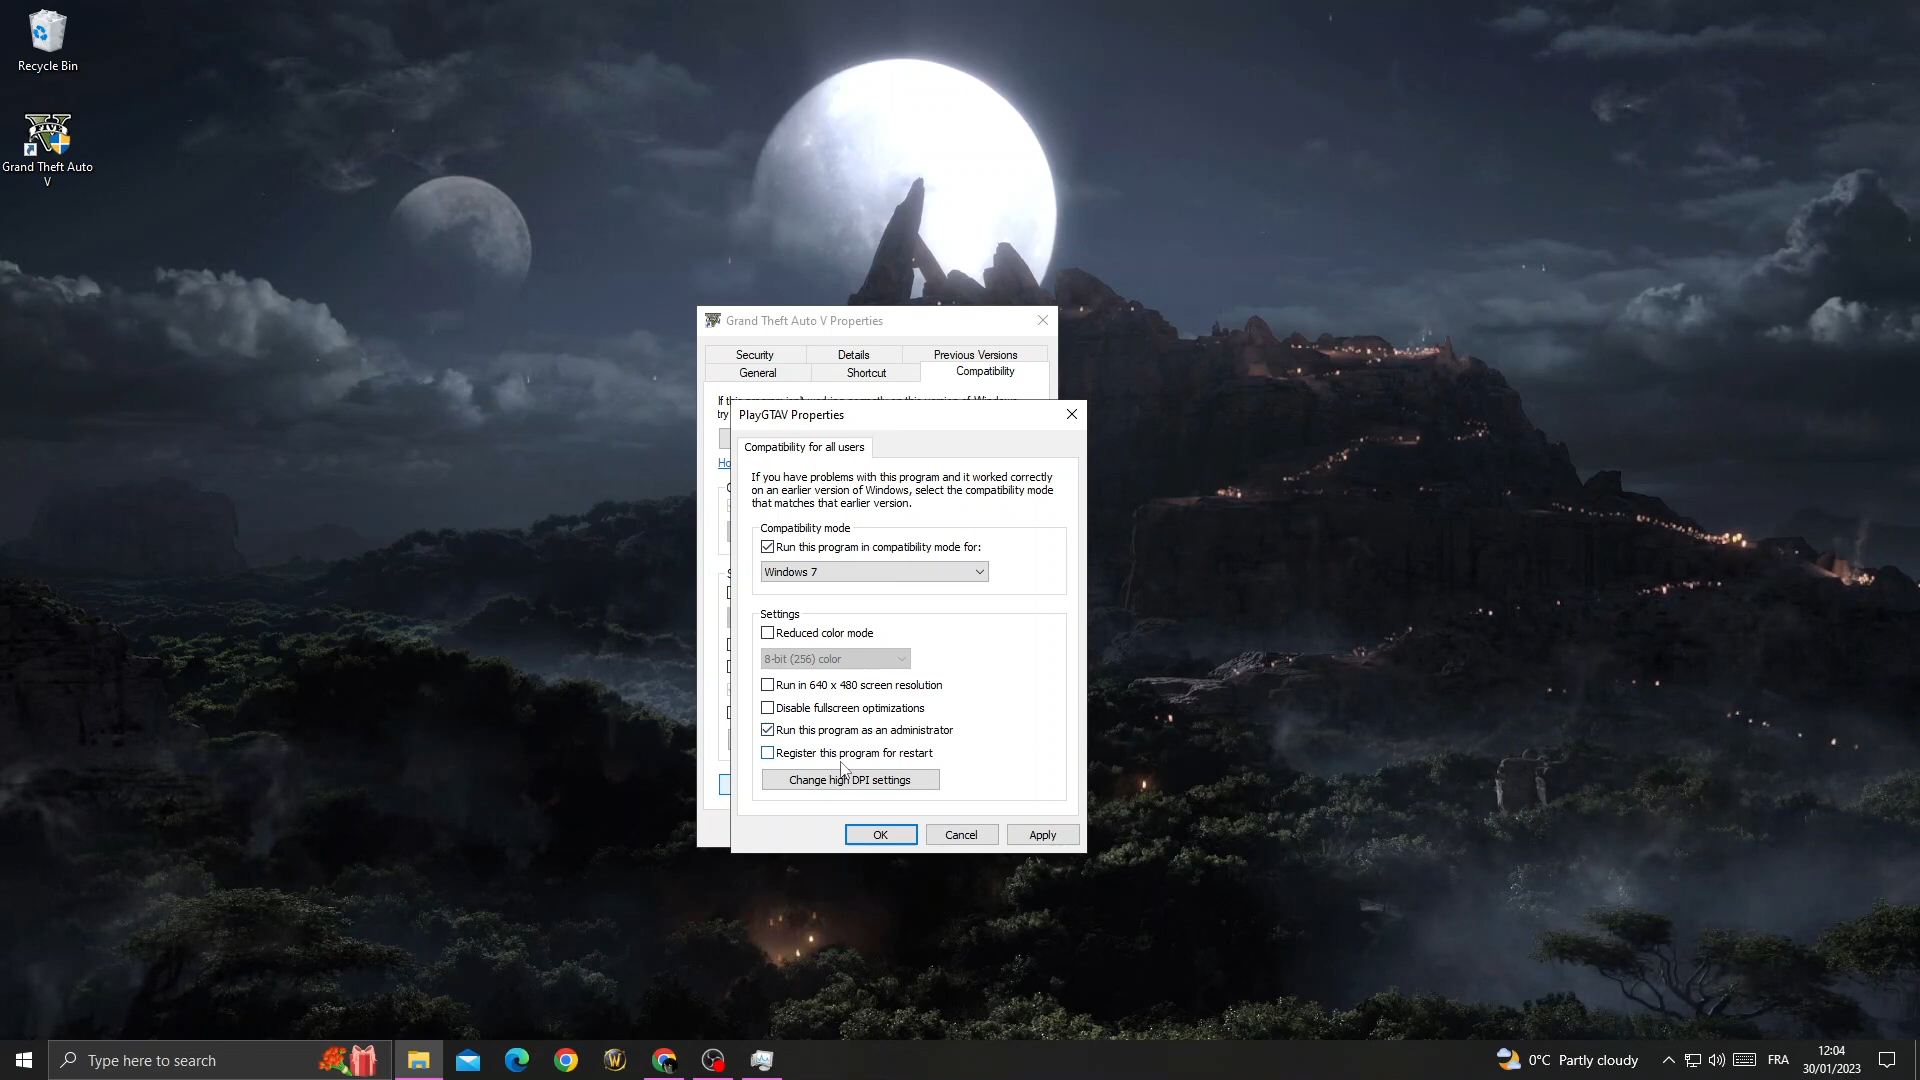 Recycle Bin
Grand Theft Auto
V
Grand Theft Auto V Properties
Security
Details
Previous Versions
General
Shortcut
Compatibility
try
PlayGTAV Properties
Compatibility for all users
If you have problems with this program and it worked correctly
on an earlier version of Windows, select the compatibility mode
that matches that earlier version.
Compatibility mode
Run this program in compatibility mode for:
Windows 7
Settings
Reduced color mode
8-bit (256) color
Run in 640 x 480 screen resolution
Disable fullscreen optimizations
Run this program as an administrator
Register this program for restart
Change high DPI settings
OK
Cancel
Apply
Type here to search
0°C Partly cloudy
FRA
12:04
30/01/2023